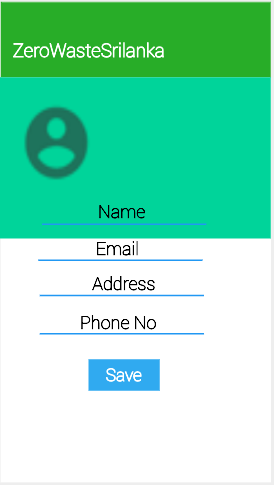 ZeroWasteSrilanka
Name
Email
Address
Phone No
Save